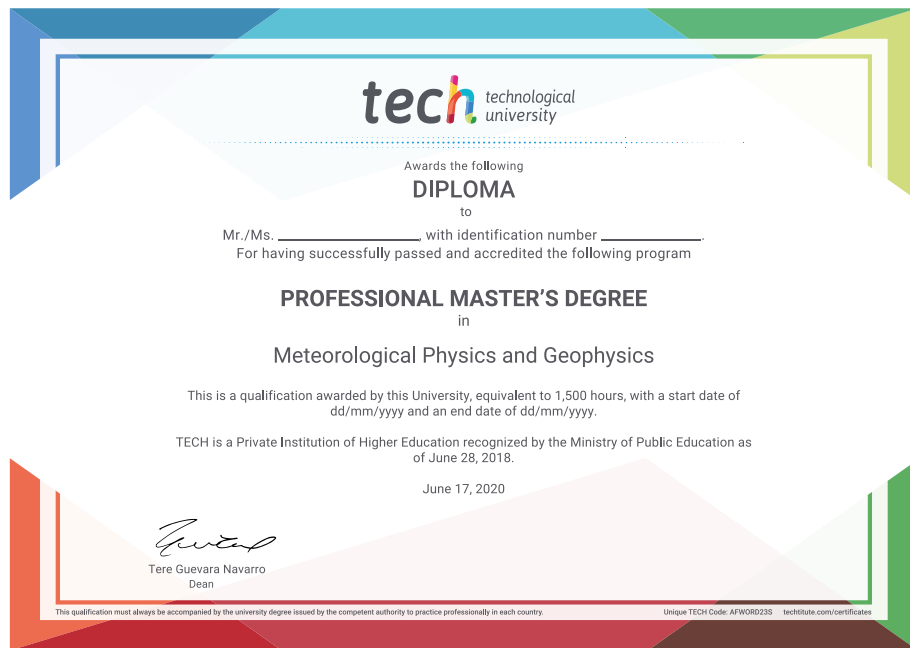 tech technological
university
Awards the following
DIPLOMA
to
Mr./Ms. ____________________, with identification number ______________.
For having successfully passed and accredited the following program
PROFESSIONAL MASTER'S DEGREE
in
Meteorological Physics and Geophysics
This is a qualification awarded by this University, equivalent to 1,500 hours, with a start date of
dd/mm/yyyy and an end date of dd/mm/yyyy.
TECH is a Private Institution of Higher Education recognized by the Ministry of Public Education as
of June 28, 2018.
June 17, 2020
Tere Guevara Navarro
Dean
This qualification must always be accompanied by the university degree issued by the competent authority to practice professionally in each country.
Unique TECH Code: AFWORD23S techtitute.com/certificates